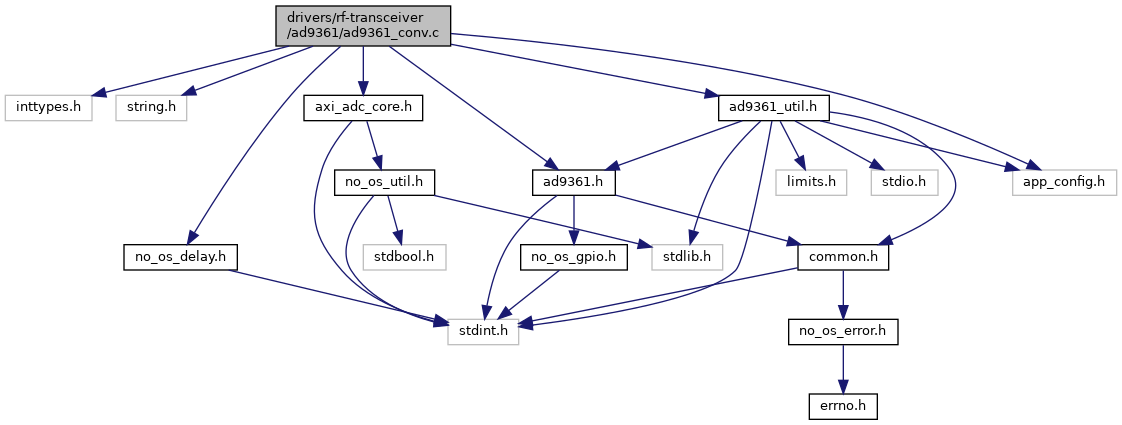 drivers/rf-transceiver
/ad9361/ad9361_conv.c
inttypes.h
string.h
axi_adc_core.h
ad9361_util.h
no_os_util.h
ad9361.h
limits.h
stdio.h
app_config.h
no_os_delay.h
stdbool.h
no_os_gpio.h
stdlib.h
common.h
stdint.h
no_os_error.h
errno.h